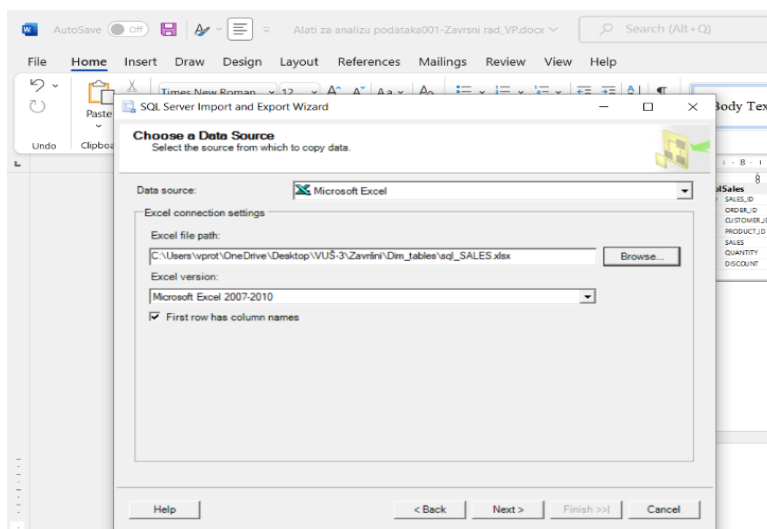 AutoSave Off Alati za analizu podataka001-Zavrsni rad_VP.docx Search (Alt+Q)
File Home Insert Draw Design Layout References Mailings Review View Help
Times New Roman 12
Paste
Body Tex
Undo Clipboa
SQL Server Import and Export Wizard
Choose a Data Source
Select the source from which to copy data.
Data source: Microsoft Excel
Excel connection settings
Excel file path:
C:\Users\vprot\OneDrive\Desktop\VUŠ-3\Završni\Dim_tables\sql_SALES.xlsx Browse...
Excel version:
Microsoft Excel 2007-2010
First row has column names
Help < Back Next > Finish >>| Cancel
8
olSales
SALES_ID
ORDER_ID
CUSTOMER_I
PRODUCT_ID
SALES
QUANTITY
DISCOUNT